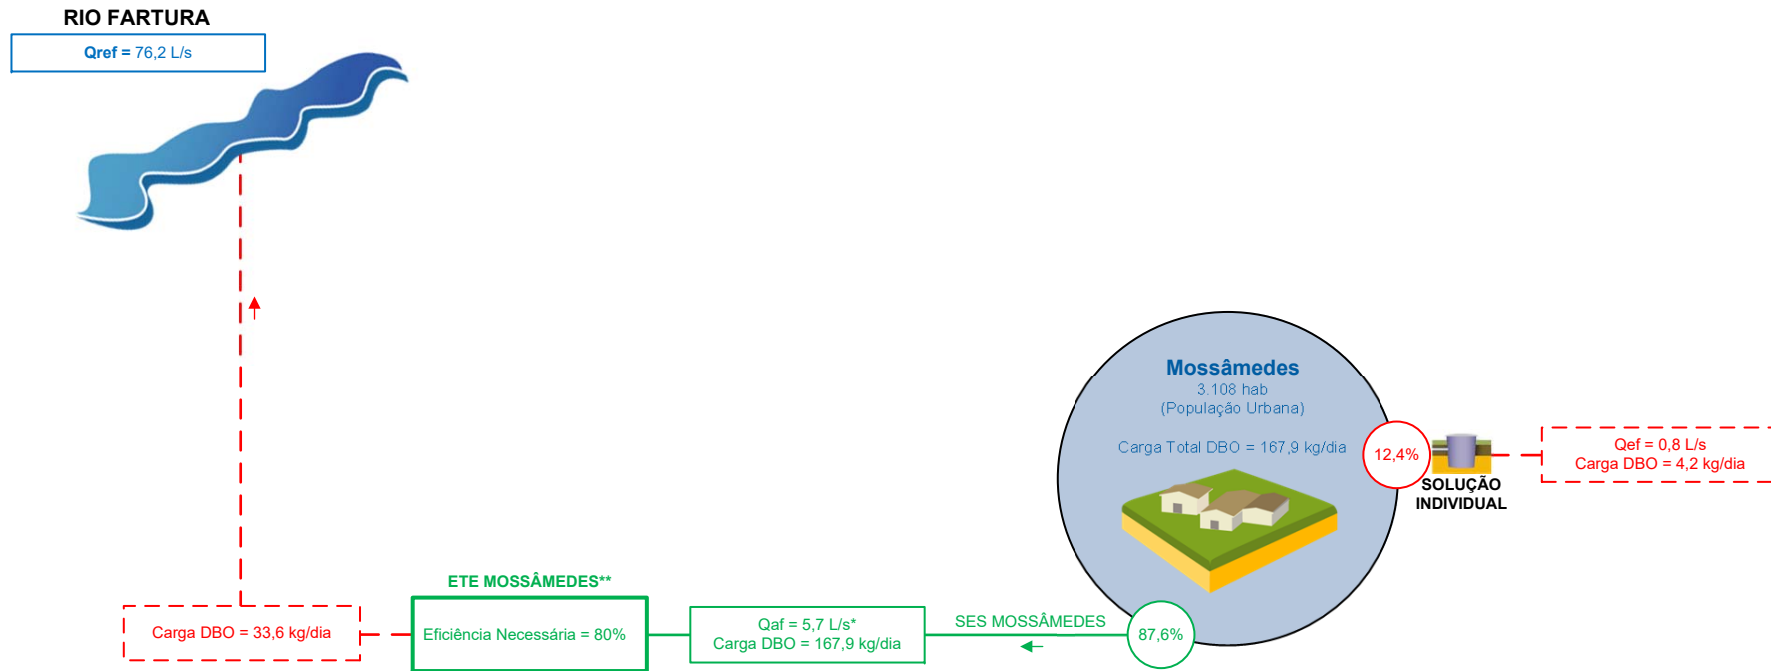 RIO FARTURA
Qref = 76,2 L/s
Mossâmedes
3.108 hab
(População Urbana)
Carga Total DBO = 167,9 kg/dia
12,4%
SOLUÇÃO
INDIVIDUAL
Qef = 0,8 L/s
Carga DBO = 4,2 kg/dia
ETE MOSSÂMEDES**
Carga DBO = 33,6 kg/dia
Eficiência Necessária = 80%
Qaf = 5,7 L/s*
Carga DBO = 167,9 kg/dia
SES MOSSÂMEDES
87,6%